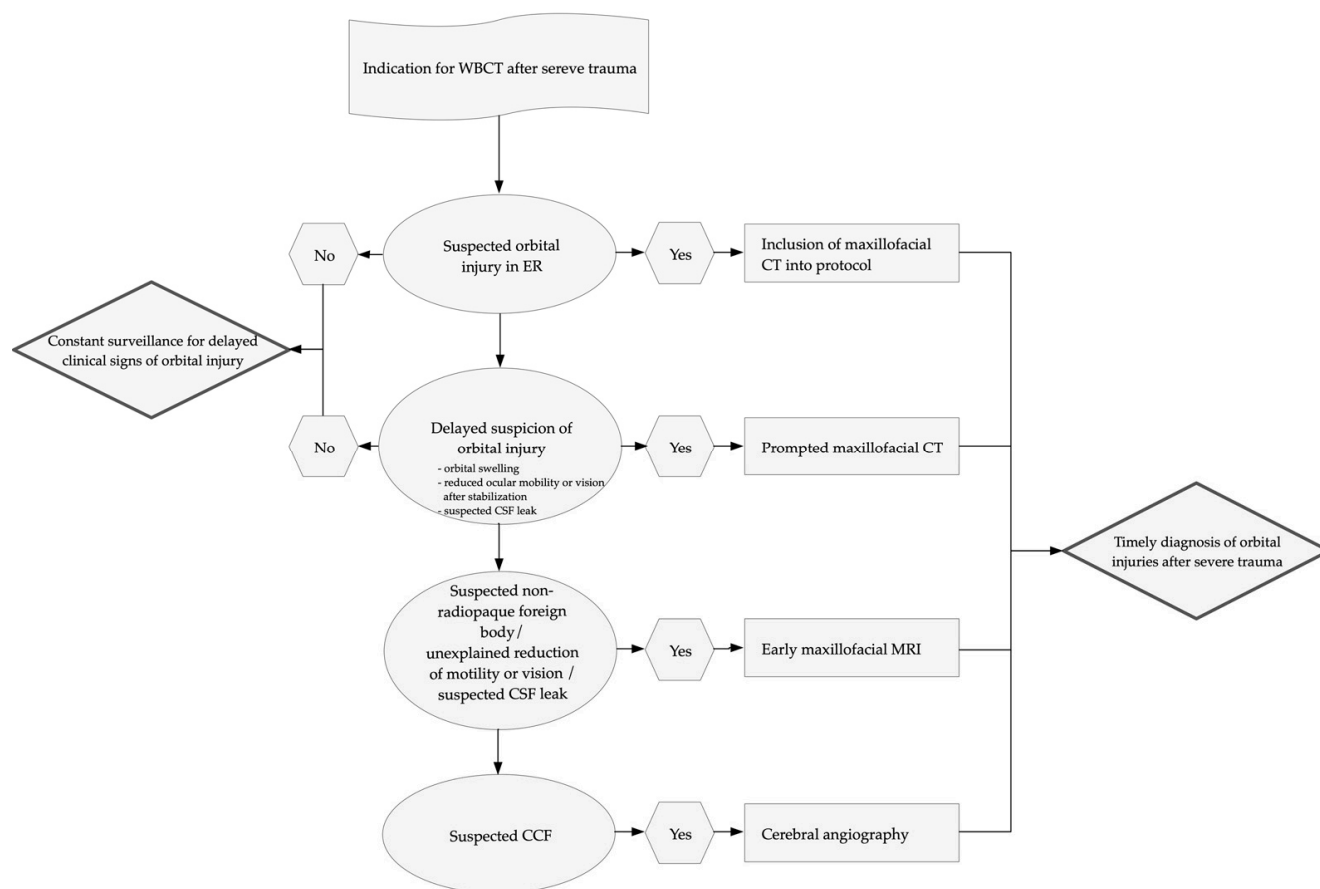 Indication for WBCT after sereve trauma
No
Suspected orbital
injury in ER
Yes
Inclusion of maxillofacial
CT into protocol
Constant surveillance for delayed
clinical signs of orbital injury
No
Delayed suspicion of
orbital injury
- orbital swelling
- reduced ocular mobility or vision
after stabilization
- suspected CSF leak
Yes
Prompted maxillofacial CT
Timely diagnosis of orbital
injuries after severe trauma
Suspected non-
radiopaque foreign
body /
unexplained reduction
of motility or vision /
suspected CSF leak
Yes
Early maxillofacial MRI
Suspected CCF
Yes
Cerebral angiography